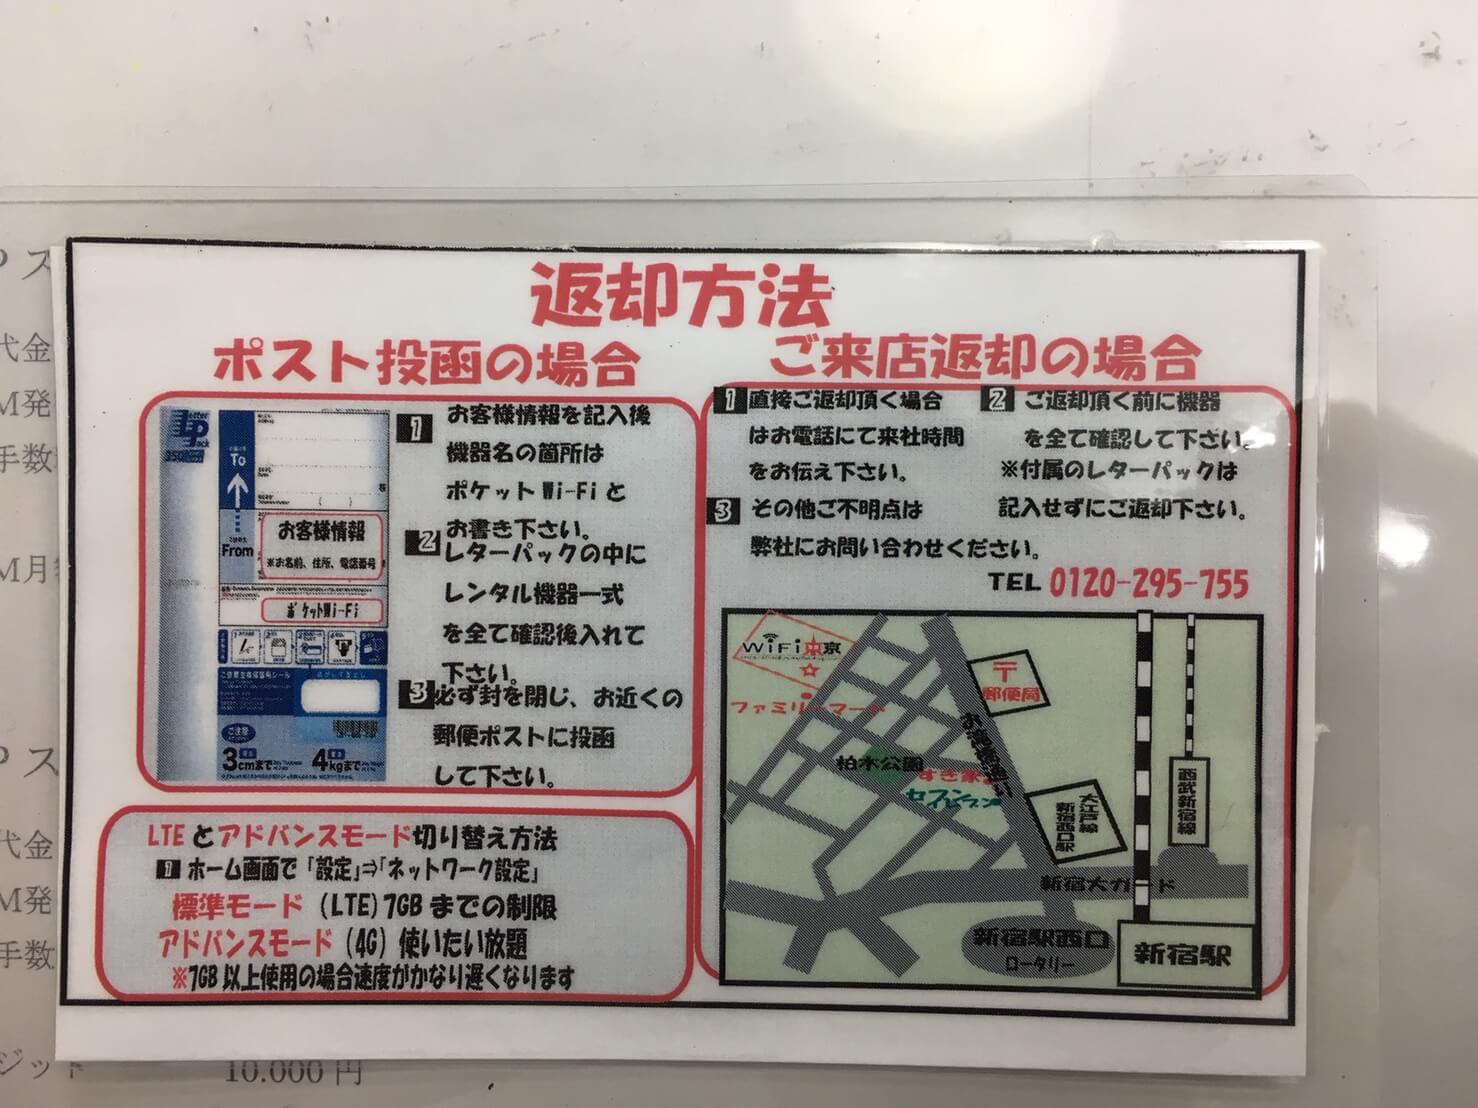 返却方法
ポスト投函の場合
Letter
LP
Pack
To
From
お客様情報
※お名前、住所、電話番号
ポケットWi-Fi
ご注意
3cmまで
4kgまで
1 お客様情報を記入後
機器名の箇所は
ポケットWi-Fiと
お書き下さい。
2 レターパックの中に
レンタル機器一式
を全て確認後入れて
下さい。
3 必ず封を閉じ、お近くの
郵便ポストに投函
して下さい。
LTEとアドバンスモード切り替え方法
1 ホーム画面で「設定」⇒「ネットワーク設定」
標準モード (LTE)7GBまでの制限
アドバンスモード (4G) 使いたい放題
※7GB以上使用の場合速度がかなり遅くなります
ご来店返却の場合
1 直接ご返却頂く場合
はお電話にて来社時間
をお伝え下さい。
2 ご返却頂く前に機器
を全て確認して下さい。
※付属のレターパックは
記入せずにご返却下さい。
3 その他ご不明点は
弊社にお問い合わせください。
TEL 0120-295-755
WiFi東京
☆
ファミリーマート
〒
郵便局
柏木公園
すき家
セブン
イレブン
大江戸線
新宿西口駅
西武新宿線
新宿大ガード
新宿駅西口
ロータリー
新宿駅
P ス
代金
M発
手数
M月
P ス
代金
M発
手数
ジット
10.000 円